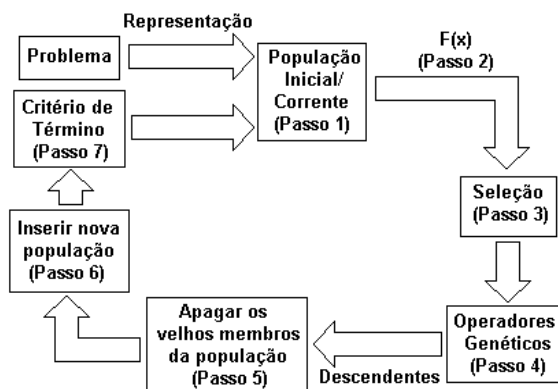 Representação
Problema
População
Inicial/
Corrente
(Passo 1)
F(x)
(Passo 2)
Seleção
(Passo 3)
Operadores
Genéticos
(Passo 4)
Descendentes
Apagar os
velhos membros
da população
(Passo 5)
Inserir nova
população
(Passo 6)
Critério de
Término
(Passo 7)